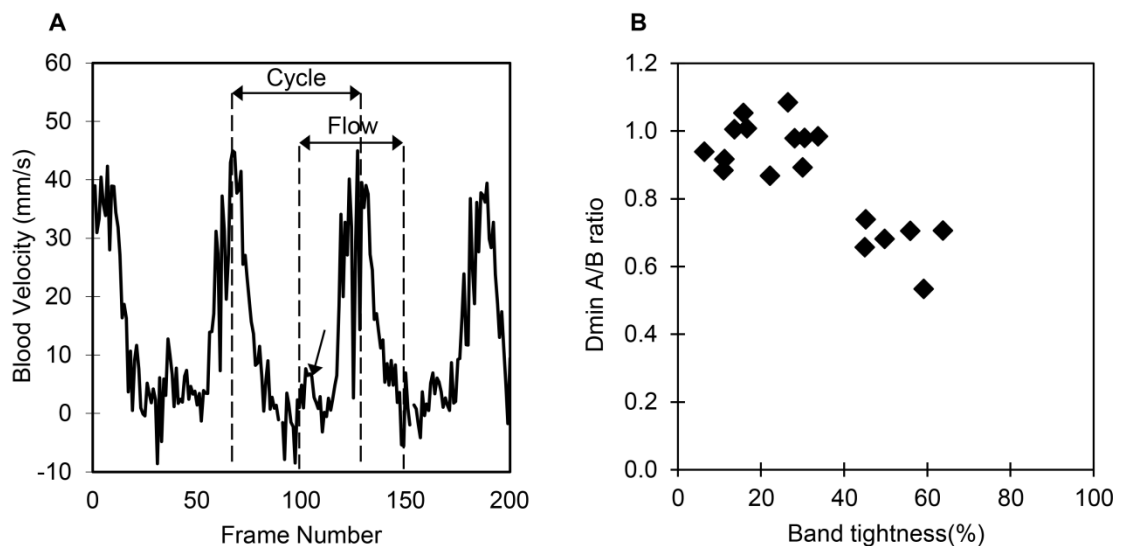 A
60
50
40
30
20
10
0
-10
Blood Velocity (mm/s)
Cycle
Flow
0 50 100 150 200
Frame Number
B
1.2
1.0
0.8
0.6
0.4
0.2
0.0
Dmin A/B ratio
0 20 40 60 80 100
Band tightness(%)